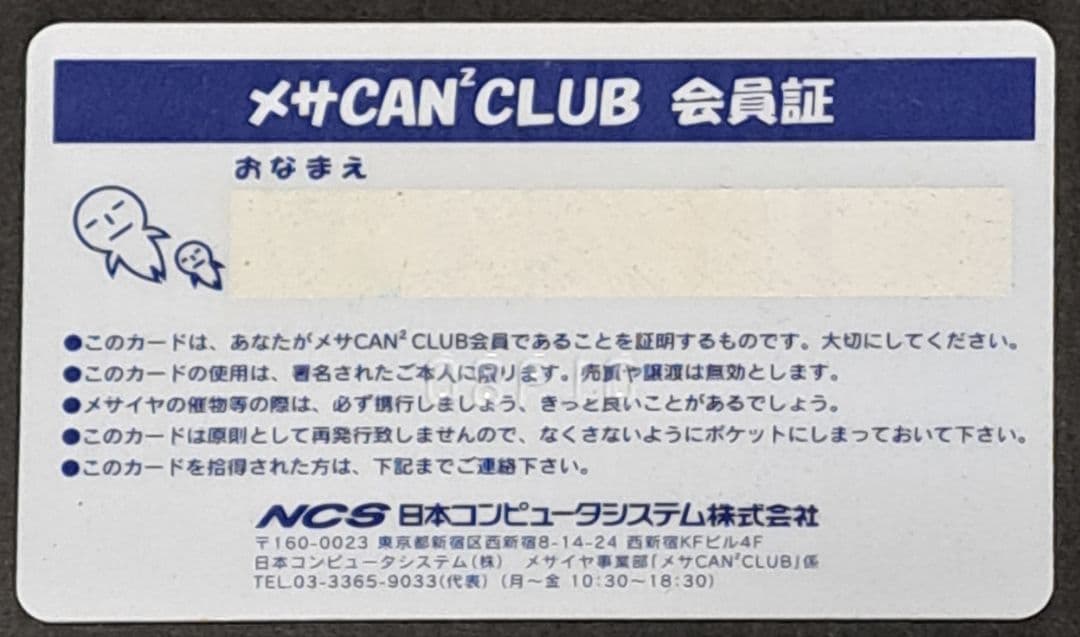 メサCAN²CLUB 会員証
おなまえ
●このカードは、あなたがメサCAN² CLUB会員であることを証明するものです。大切にしてください。
●このカードの使用は、署名されたご本人に限ります。売買や譲渡は無効とします。
●メサイヤの催物等の際は、必ず携行しましょう、きっと良いことがあるでしょう。
●このカードは原則として再発行致しませんので、なくさないようにポケットにしまっておいて下さい。
●このカードを拾得された方は、下記までご連絡下さい。
NCS 日本コンピュータシステム株式会社
〒160-0023 東京都新宿区西新宿8-14-24 西新宿KFビル4F
日本コンピュータシステム(株) メサイヤ事業部「メサCAN²CLUB」係
TEL.03-3365-9033(代表) (月〜金 10:30〜18:30)